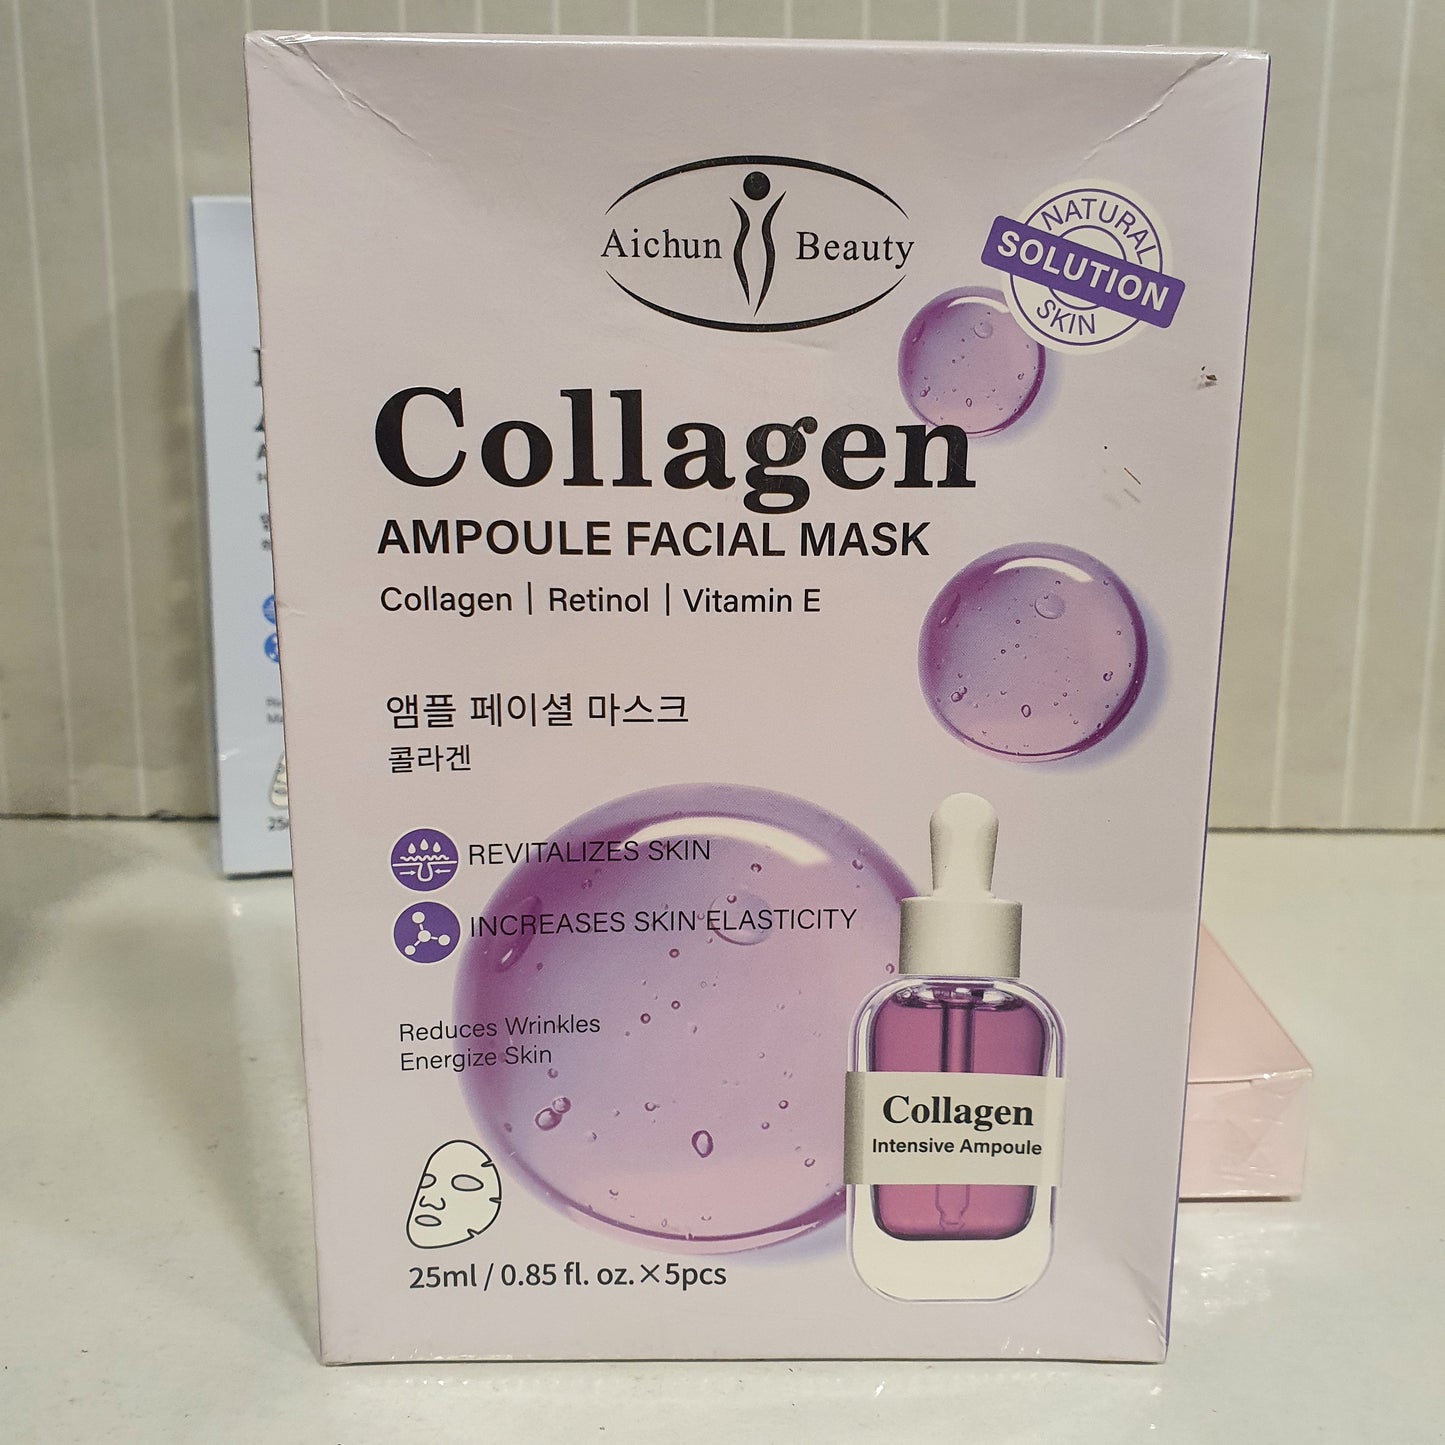 Aichun Beauty
NATURAL
SOLUTION
SKIN
Collagen
AMPOULE FACIAL MASK
Collagen | Retinol | Vitamin E
앰플 페이셜 마스크
콜라겐
REVITALIZES SKIN
INCREASES SKIN ELASTICITY
Reduces Wrinkles
Energize Skin
Collagen
Intensive Ampoule
25ml / 0.85 fl. oz.×5pcs